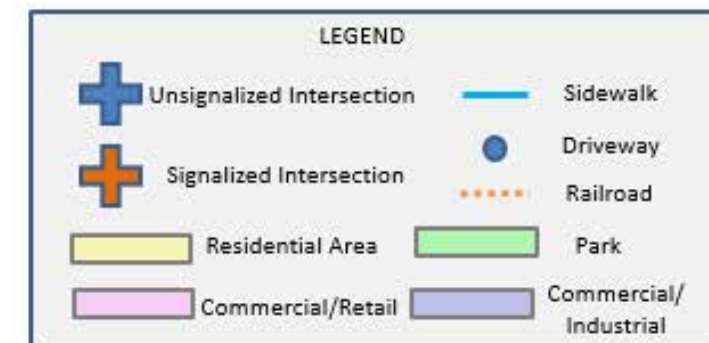 LEGEND
Unsignalized Intersection
Sidewalk
Driveway
Signalized Intersection
Railroad
Residential Area
Park
Commercial/Retail
Commercial/
Industrial